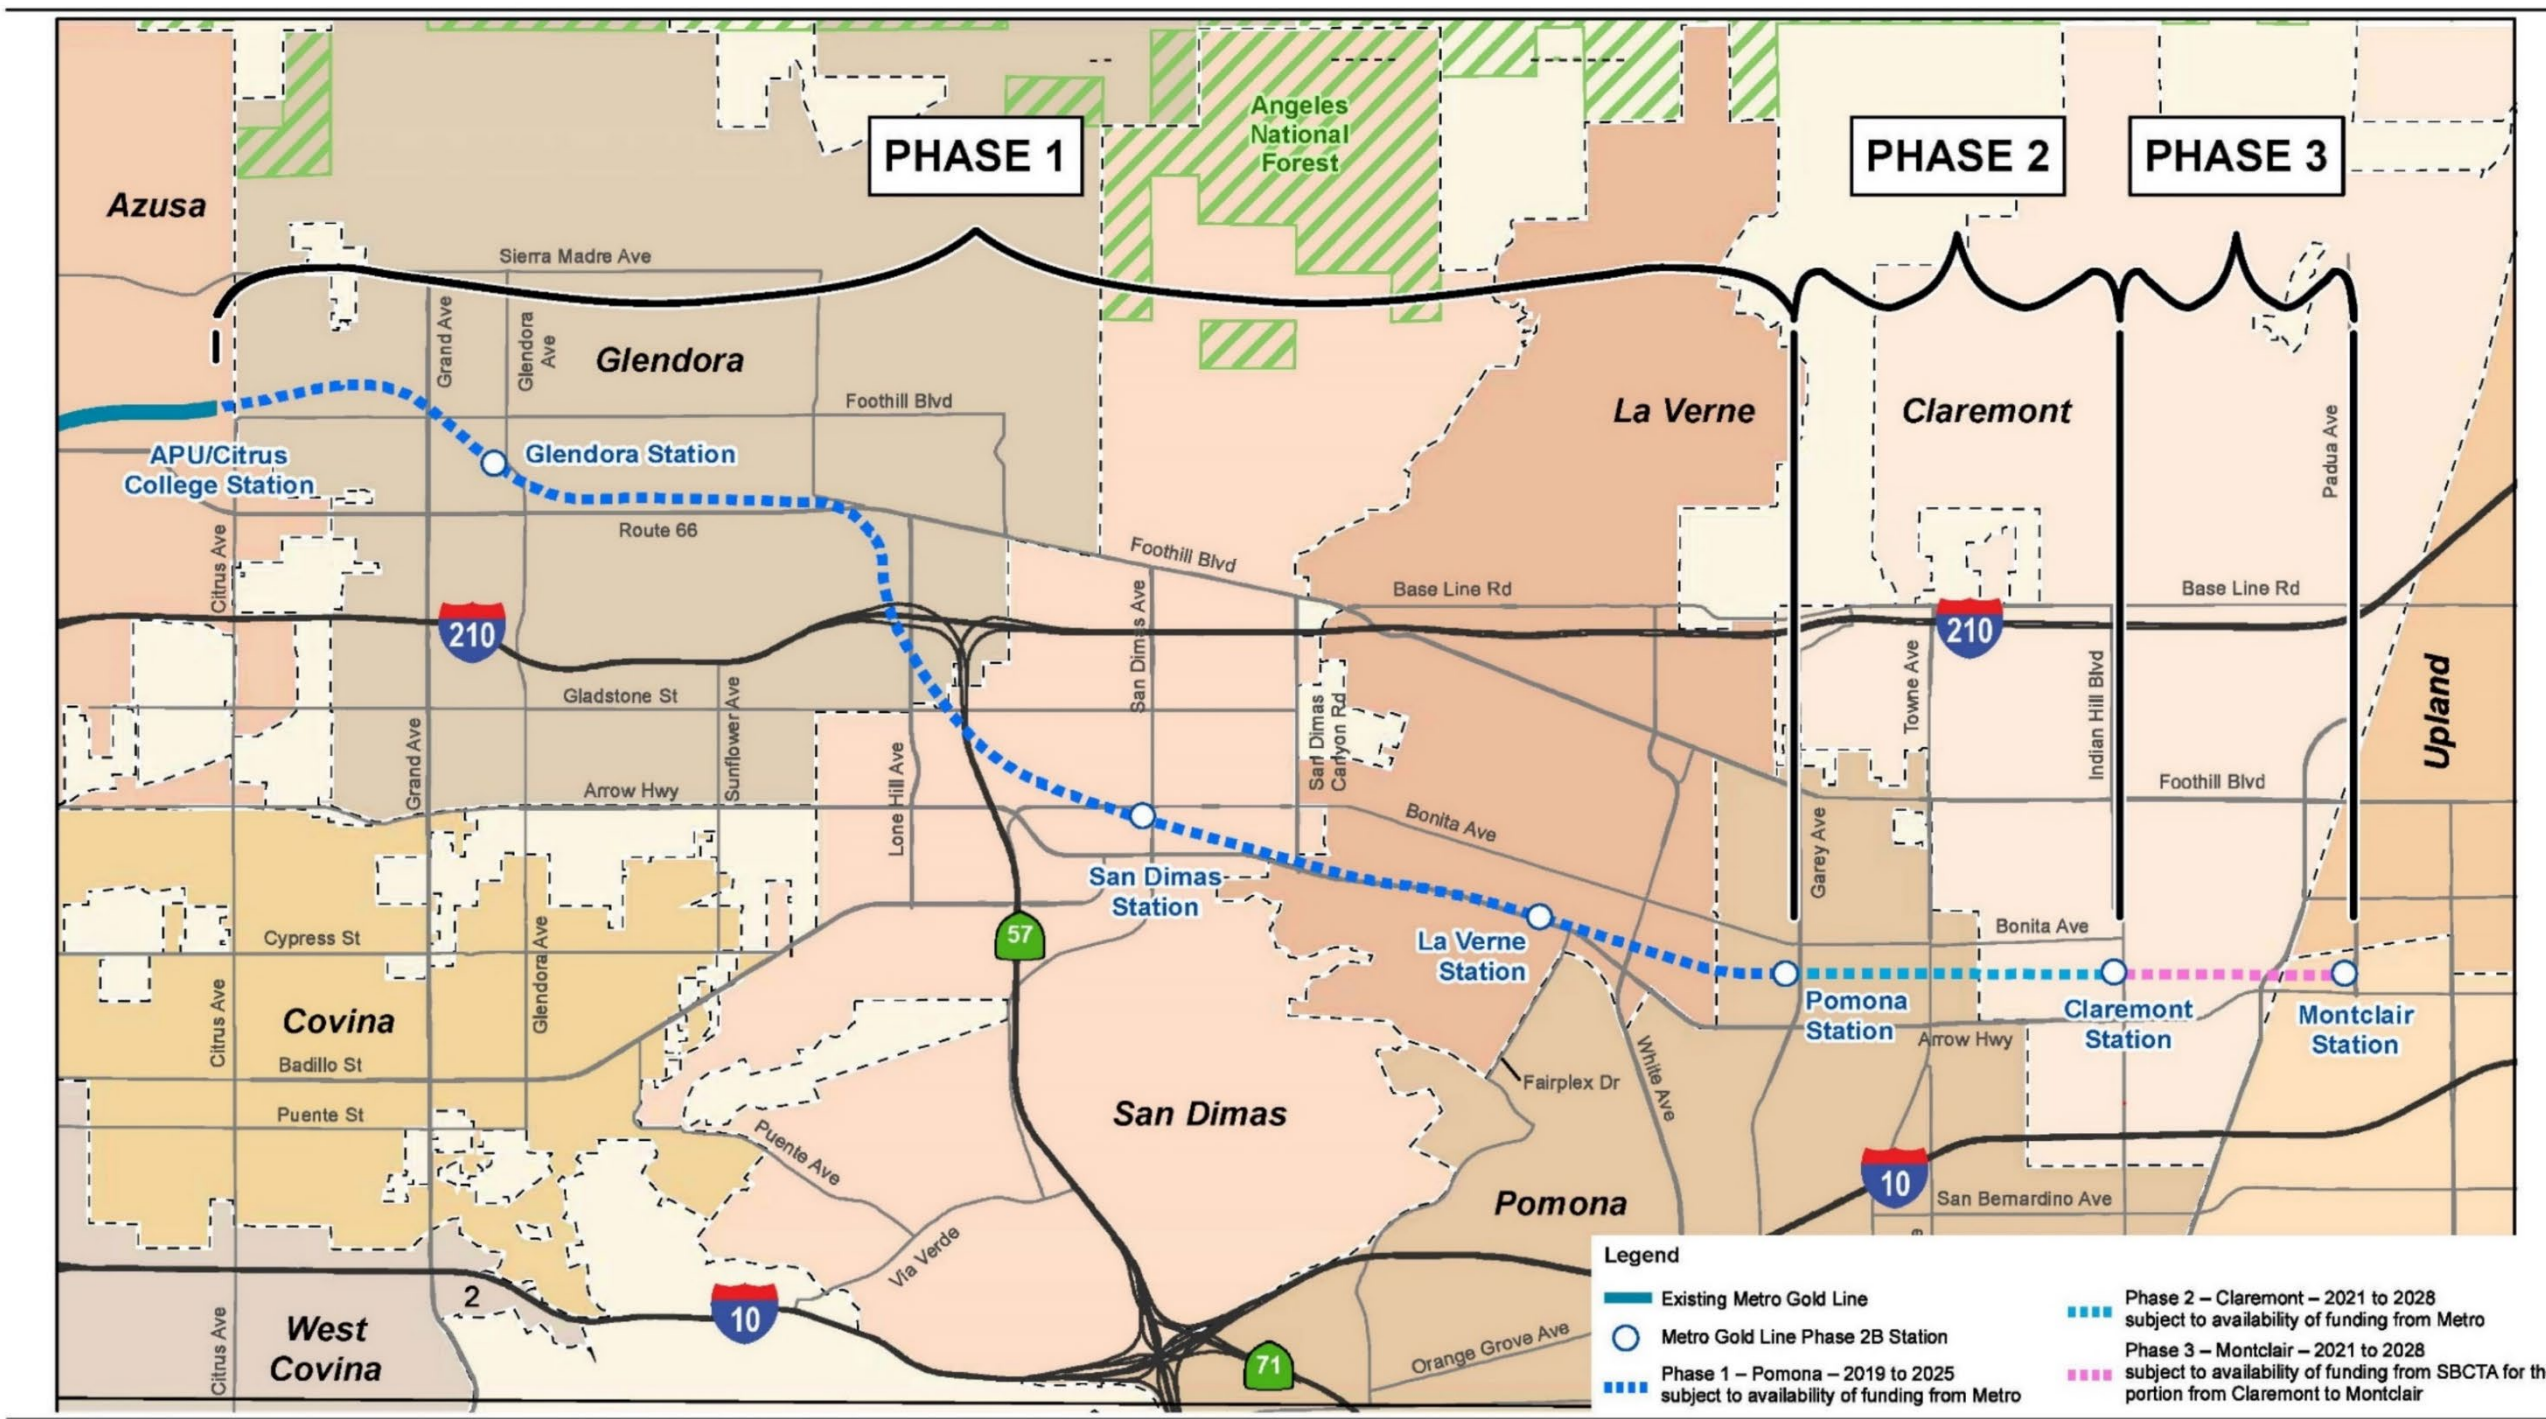 PHASE 1
PHASE 2
PHASE 3
Angeles
National
Forest
Azusa
Sierra Madre Ave
Grand Ave
Glendora
Ave
Glendora
La Verne
Claremont
Padua Ave
Foothill Blvd
APU/Citrus
College Station
Glendora Station
Route 66
Citrus Ave
Foothill Blvd
Base Line Rd
Base Line Rd
210
210
San Dimas Ave
Gladstone St
Sunflower Ave
San Dimas
Canyon Rd
Towne Ave
Indian Hill Blvd
Upland
Grand Ave
Lone Hill Ave
Arrow Hwy
Foothill Blvd
Bonita Ave
Garey Ave
San Dimas
Station
57
Cypress St
Glendora Ave
La Verne
Station
Bonita Ave
Citrus Ave
Covina
Pomona
Station
Claremont
Station
Montclair
Station
Arrow Hwy
Badillo St
White Ave
Fairplex Dr
Puente St
San Dimas
Puente Ave
10
Pomona
San Bernardino Ave
e
Via Verde
2
10
West
Covina
Citrus Ave
71
Orange Grove Ave
Legend
Existing Metro Gold Line
Metro Gold Line Phase 2B Station
Phase 1 – Pomona – 2019 to 2025
subject to availability of funding from Metro
Phase 2 – Claremont – 2021 to 2028
subject to availability of funding from Metro
Phase 3 – Montclair – 2021 to 2028
subject to availability of funding from SBCTA for th
portion from Claremont to Montclair